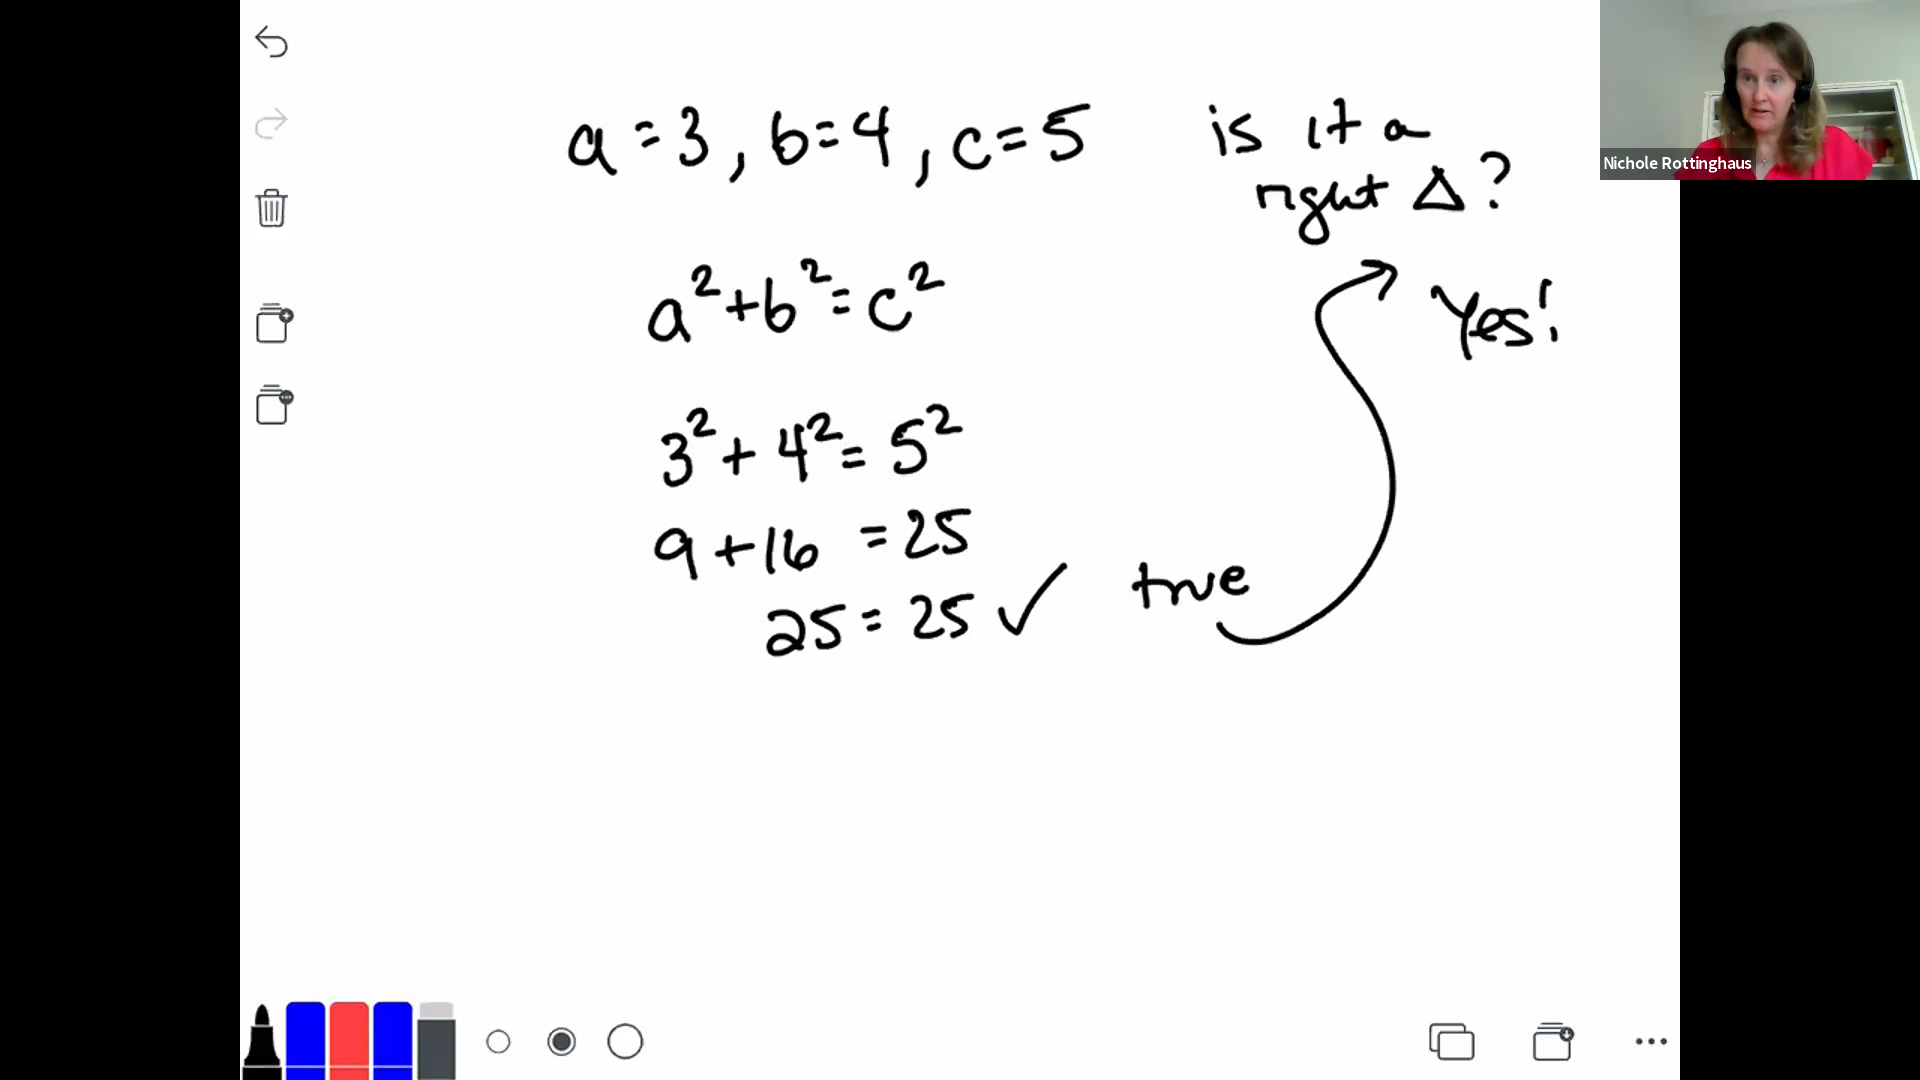 a=3, b=4, c=5 is it a
right Δ?
Nichole Rottinghaus
a²+b²=c²
Yes!
3²+4²=5²
9+16=25
25=25✓ true